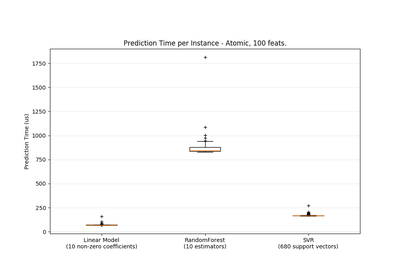 Prediction Time per Instance - Atomic, 100 feats.
Prediction Time (us)
1750
1500
1250
1000
750
500
250
0
Linear Model
(10 non-zero coefficients)
RandomForest
(10 estimators)
SVR
(680 support vectors)